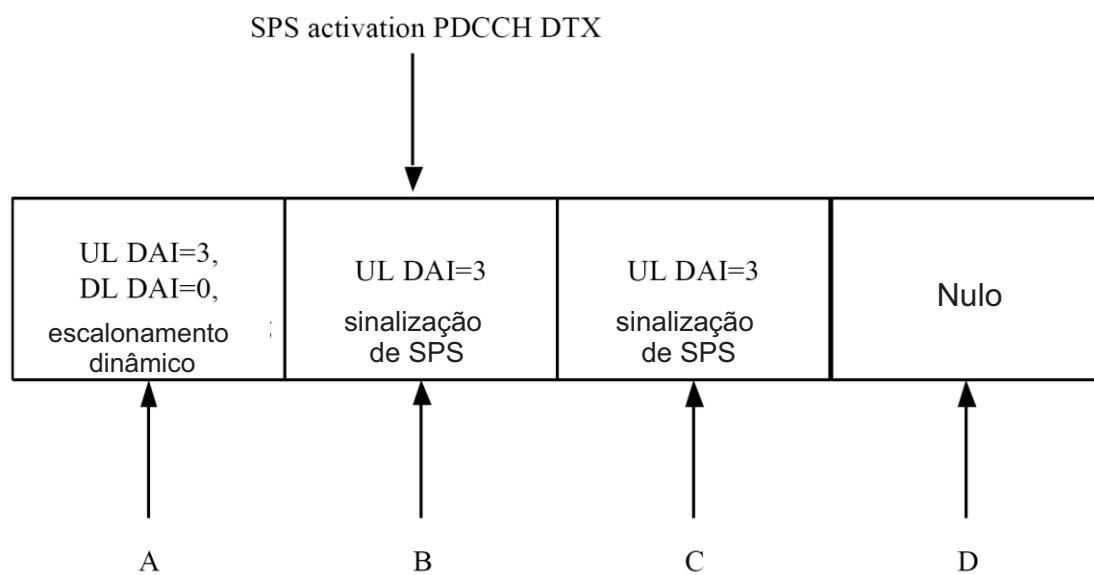 SPS activation PDCCH DTX
UL DAI=3,
DL DAI=0,
escalonamento
dinâmico
;
UL DAI=3
sinalização
de SPS
UL DAI=3
sinalização
de SPS
Nulo
A
B
C
D